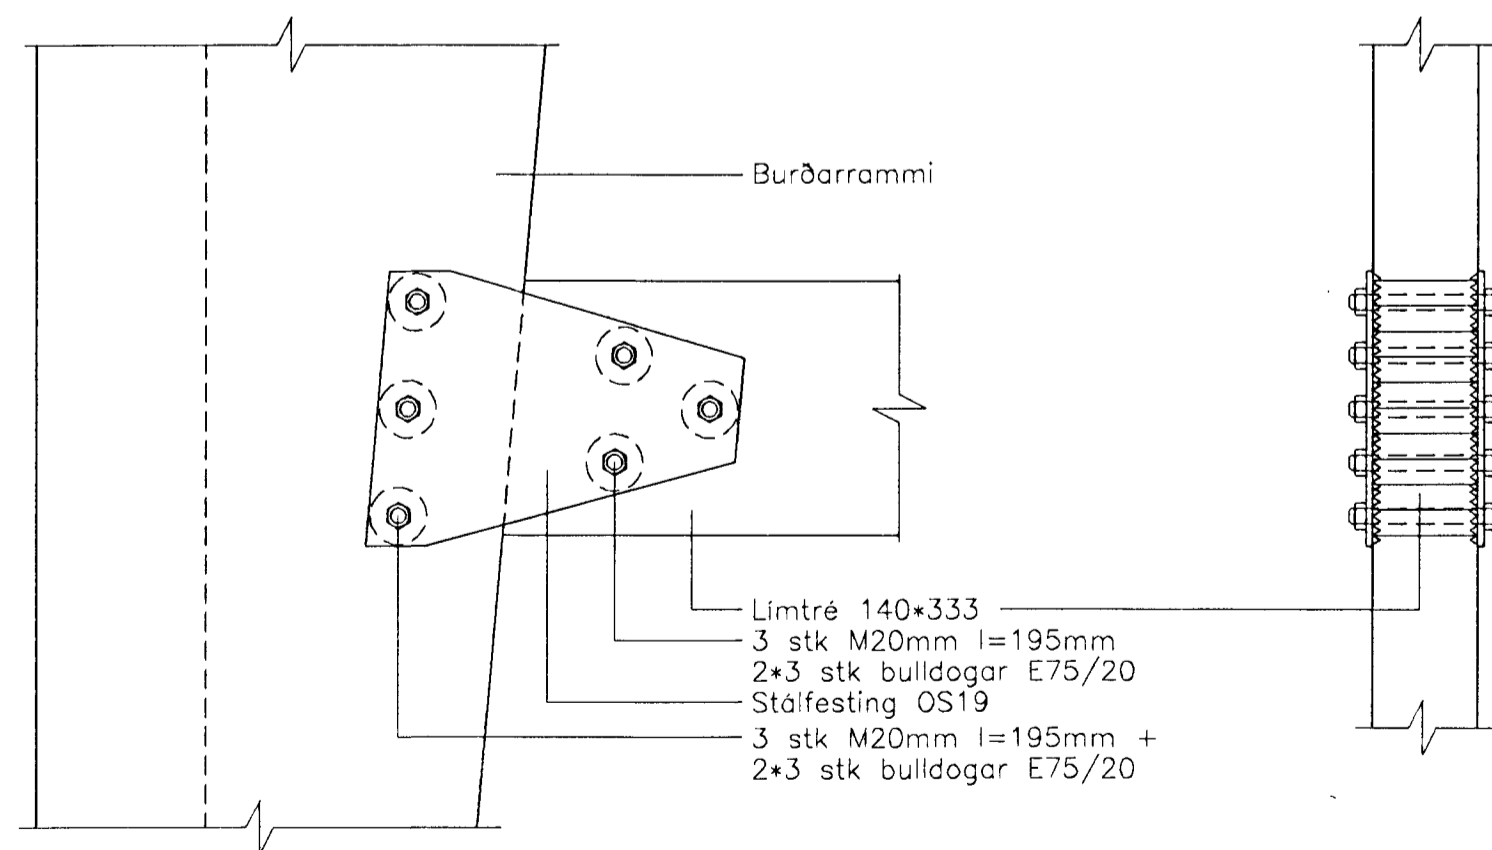 Burðarrammi
Límtré 140*333
3 stk M20mm l=195mm
2*3 stk bulldogar E75/20
Stálfesting OS19
3 stk M20mm l=195mm +
2*3 stk bulldogar E75/20